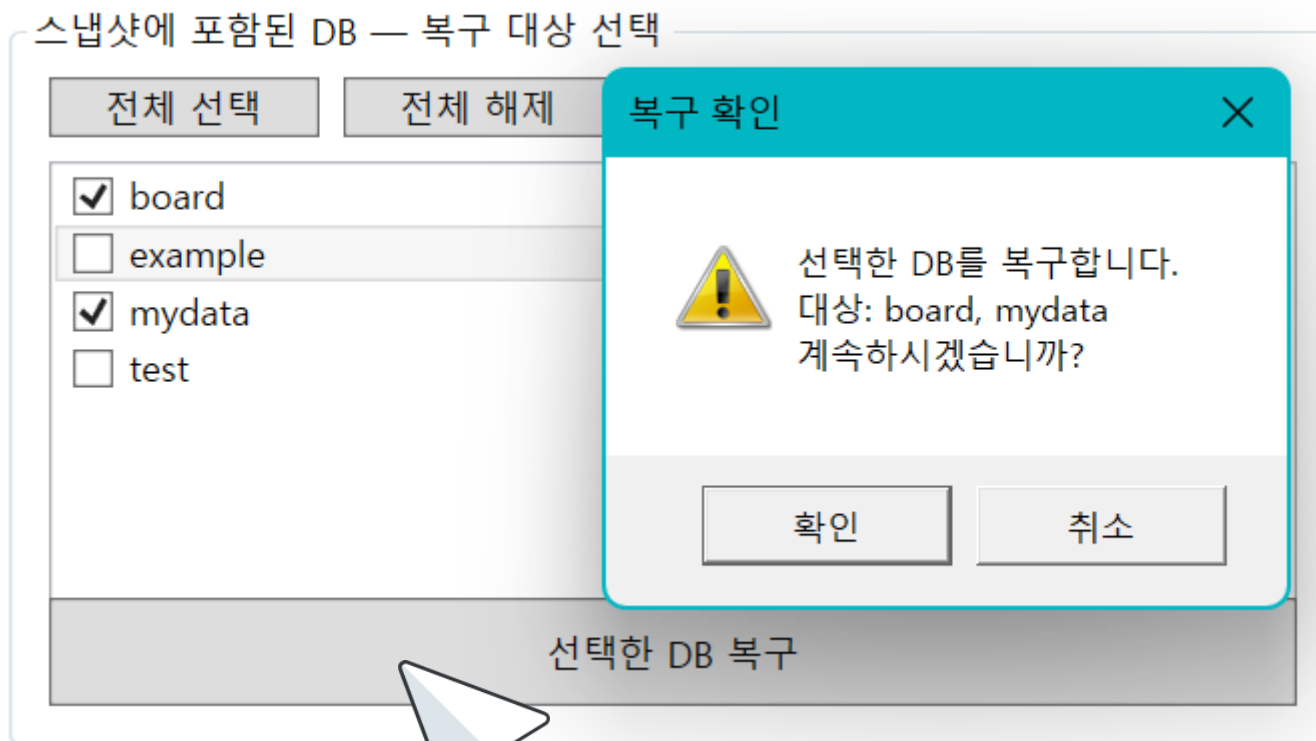 스냅샷에 포함된 DB — 복구 대상 선택
전체 선택
전체 해제
board
example
mydata
test
선택한 DB 복구
복구 확인
선택한 DB를 복구합니다.
대상: board, mydata
계속하시겠습니까?
확인
취소